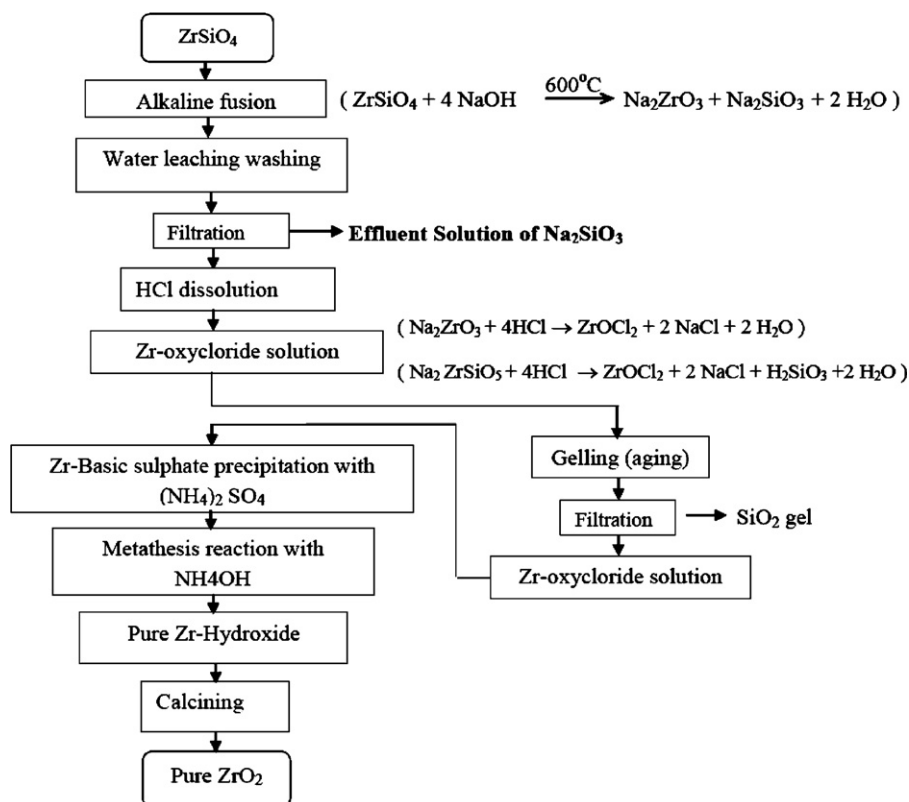 ZrSiO₄
Alkaline fusion
( ZrSiO₄ + 4 NaOH 600°C → Na₂ZrO₃ + Na₂SiO₃ + 2 H₂O )
Water leaching washing
Filtration
Effluent Solution of Na₂SiO₃
HCl dissolution
Zr-oxycloride solution
( Na₂ZrO₃ + 4HCl → ZrOCl₂ + 2 NaCl + 2 H₂O )
( Na₂ ZrSiO₅ + 4HCl → ZrOCl₂ + 2 NaCl + H₂SiO₃ +2 H₂O )
Gelling (aging)
Filtration
SiO₂ gel
Zr-oxycloride solution
Zr-Basic sulphate precipitation with
(NH₄)₂ SO₄
Metathesis reaction with
NH4OH
Pure Zr-Hydroxide
Calcining
Pure ZrO₂